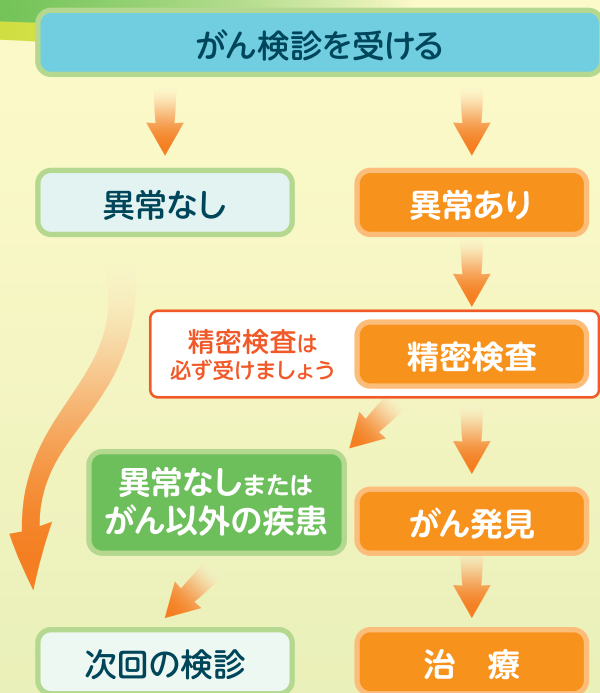 がん検診を受ける
異常なし
異常あり
精密検査は
必ず受けましょう
精密検査
異常なしまたは
がん以外の疾患
がん発見
次回の検診
治　療